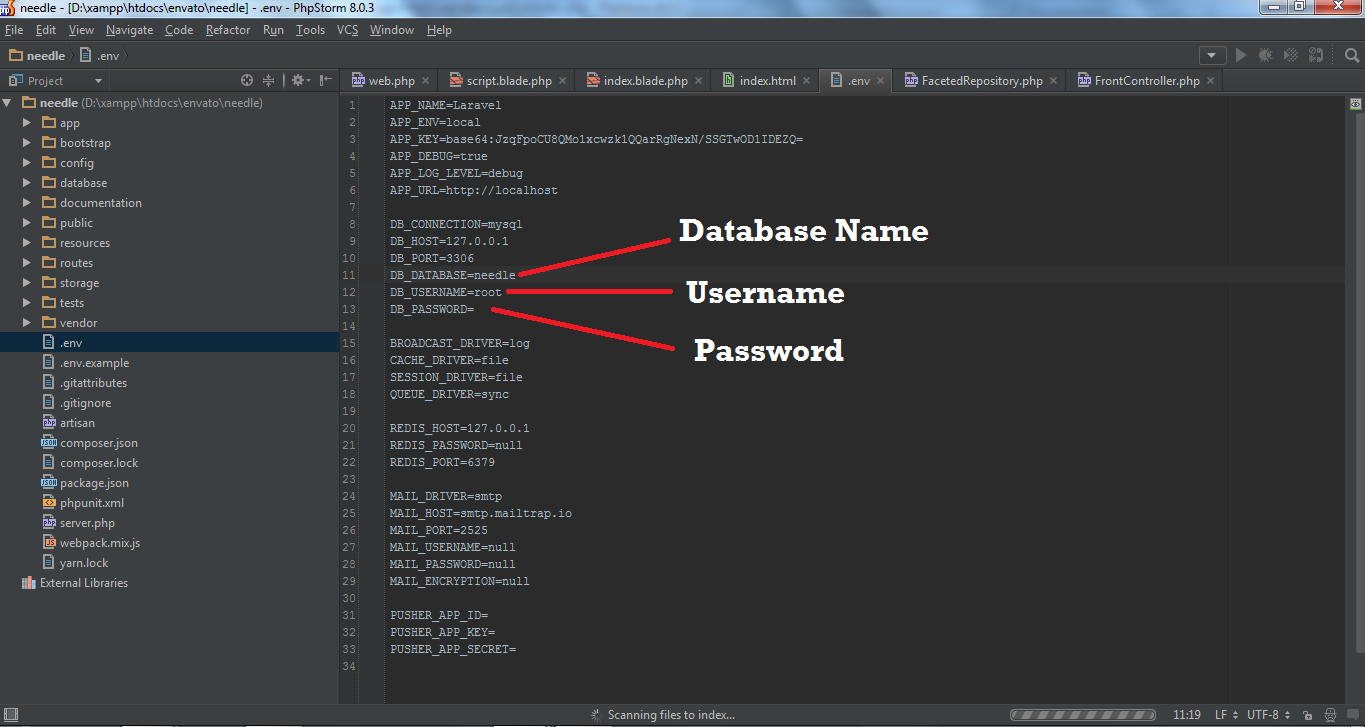 needle - [D:\xampp\htdocs\envato\needle] - .env - PhpStorm 8.0.3
File Edit View Navigate Code Refactor Run Tools VCS Window Help
needle .env
Project
web.php script.blade.php index.blade.php index.html .env FacetedRepository.php FrontController.php
needle (D:\xampp\htdocs\envato\needle)
app
bootstrap
config
database
documentation
public
resources
routes
storage
tests
vendor
.env
.env.example
.gitattributes
.gitignore
artisan
composer.json
composer.lock
package.json
phpunit.xml
server.php
webpack.mix.js
yarn.lock
External Libraries
1 APP_NAME=Laravel
2 APP_ENV=local
3 APP_KEY=base64:JzqFpoCU8QMo1xcwzk1QQarRgNexN/SSGTwOD1IDEZQ=
4 APP_DEBUG=true
5 APP_LOG_LEVEL=debug
6 APP_URL=http://localhost
7
8 DB_CONNECTION=mysql
9 DB_HOST=127.0.0.1
10 DB_PORT=3306
11 DB_DATABASE=needle
12 DB_USERNAME=root
13 DB_PASSWORD=
14
15 BROADCAST_DRIVER=log
16 CACHE_DRIVER=file
17 SESSION_DRIVER=file
18 QUEUE_DRIVER=sync
19
20 REDIS_HOST=127.0.0.1
21 REDIS_PASSWORD=null
22 REDIS_PORT=6379
23
24 MAIL_DRIVER=smtp
25 MAIL_HOST=smtp.mailtrap.io
26 MAIL_PORT=2525
27 MAIL_USERNAME=null
28 MAIL_PASSWORD=null
29 MAIL_ENCRYPTION=null
30
31 PUSHER_APP_ID=
32 PUSHER_APP_KEY=
33 PUSHER_APP_SECRET=
34
Database Name
Username
Password
Scanning files to index... 11:19 LF UTF-8